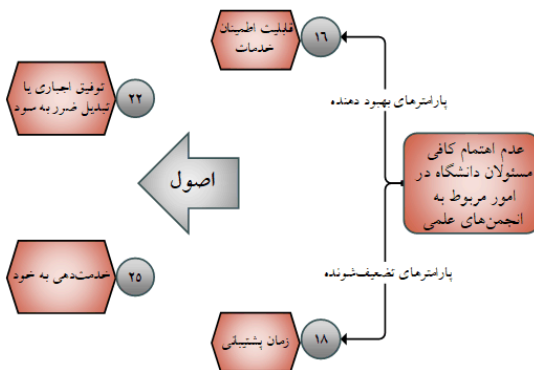 عدم اهتمام کافی
مسئولان دانشگاه در
امور مربوط به
انجمن‌های علمی
پارامترهای بهبود دهنده
۱۶
قابلیت اطمینان
خدمات
پارامترهای تضعیف‌شونده
۱۸
زمان پشتیبانی
اصول
۲۲
توفیق اجباری یا
تبدیل ضرر به سود
۲۵
خدمت‌دهی به خود